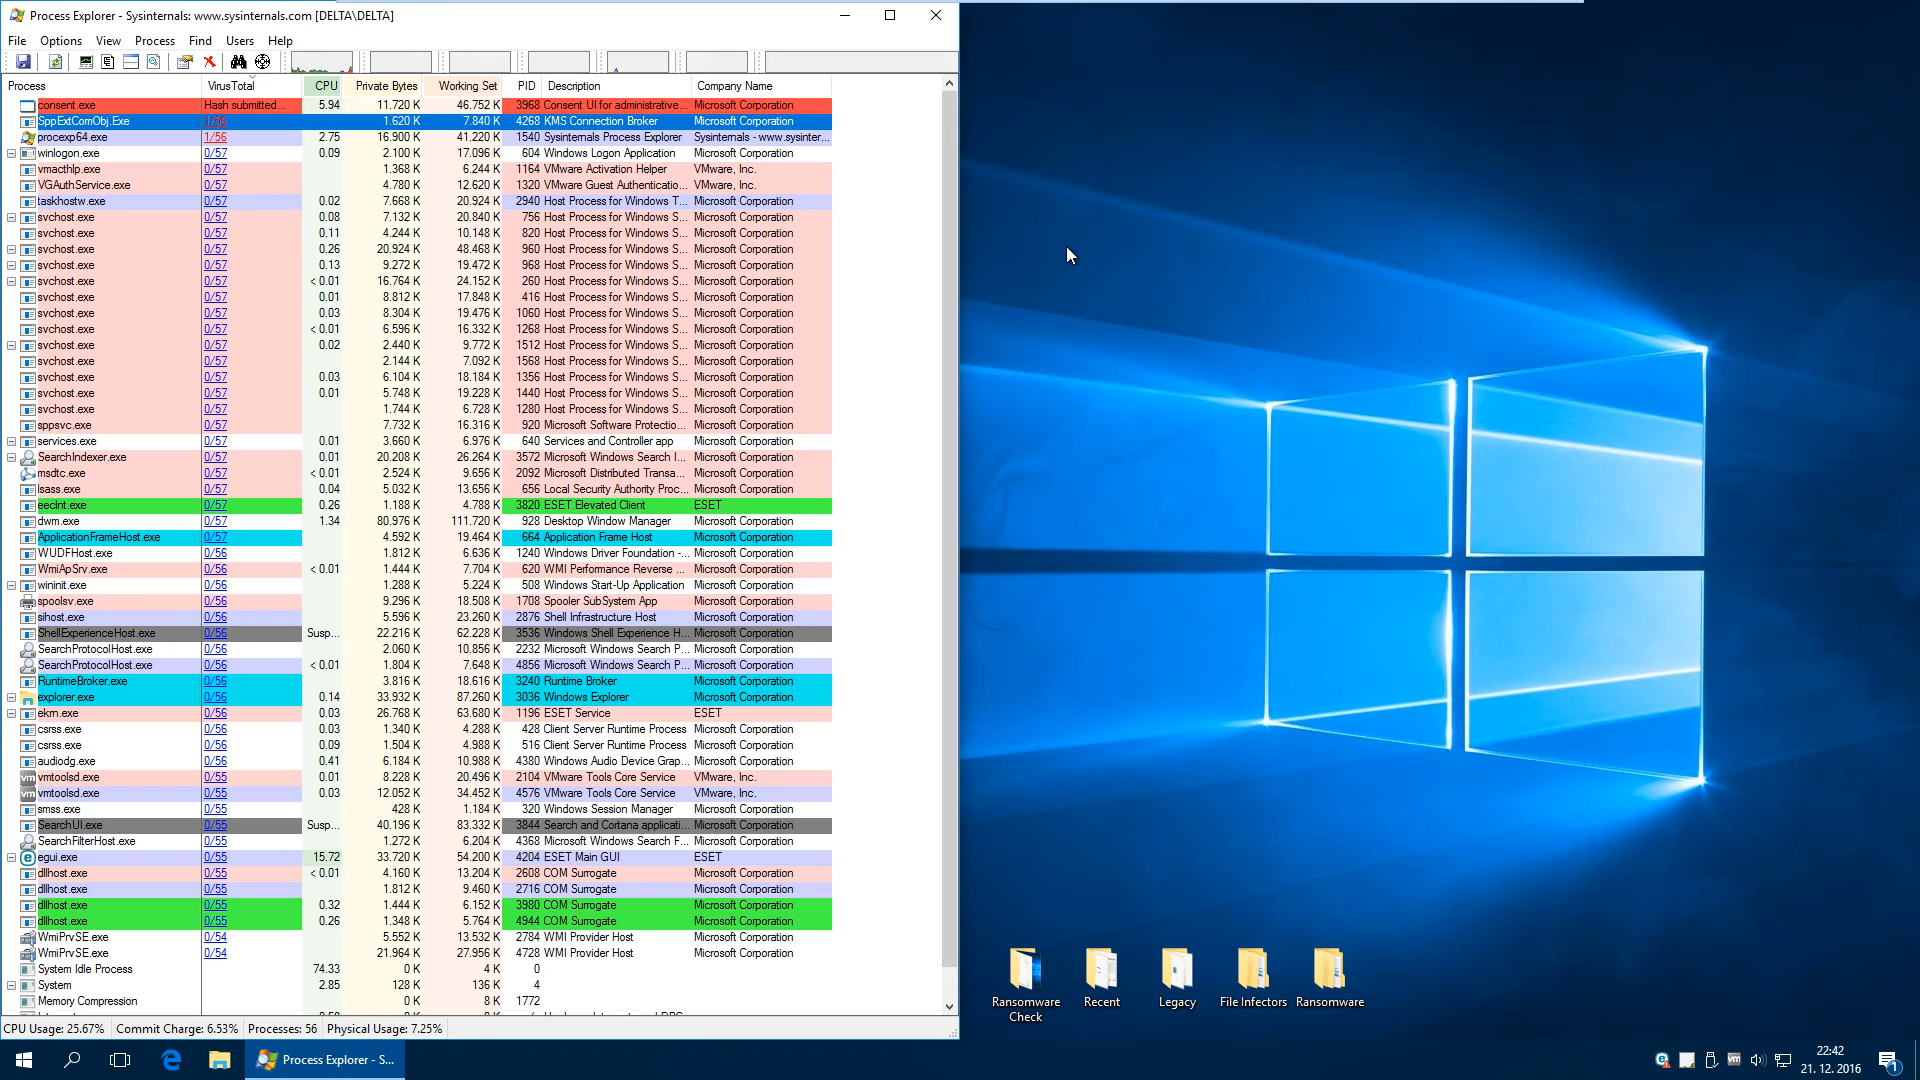 Process Explorer - Sysinternals: www.sysinternals.com [DELTA\DELTA]
File Options View Process Find Users Help
Process VirusTotal CPU Private Bytes Working Set PID Description Company Name
consent.exe Hash submitted... 5.94 11.720 K 46.752 K 3968 Consent UI for administrative... Microsoft Corporation
SppExtComObj.Exe 1/56 1.620 K 7.840 K 4268 KMS Connection Broker Microsoft Corporation
procexp64.exe 1/56 2.75 16.900 K 41.220 K 1540 Sysinternals Process Explorer Sysinternals - www.sysinter...
winlogon.exe 0/57 0.09 2.100 K 17.096 K 604 Windows Logon Application Microsoft Corporation
vmacthlp.exe 0/57 1.368 K 6.244 K 1164 VMware Activation Helper VMware, Inc.
VGAuthService.exe 0/57 4.780 K 12.620 K 1320 VMware Guest Authenticatio... VMware, Inc.
taskhostw.exe 0/57 0.02 7.668 K 20.924 K 2940 Host Process for Windows T... Microsoft Corporation
svchost.exe 0/57 0.08 7.132 K 20.840 K 756 Host Process for Windows S... Microsoft Corporation
svchost.exe 0/57 0.11 4.244 K 10.148 K 820 Host Process for Windows S... Microsoft Corporation
svchost.exe 0/57 0.26 20.924 K 48.468 K 960 Host Process for Windows S... Microsoft Corporation
svchost.exe 0/57 0.13 9.272 K 19.472 K 968 Host Process for Windows S... Microsoft Corporation
svchost.exe 0/57 < 0.01 16.764 K 24.152 K 260 Host Process for Windows S... Microsoft Corporation
svchost.exe 0/57 0.01 8.812 K 17.848 K 416 Host Process for Windows S... Microsoft Corporation
svchost.exe 0/57 0.03 8.304 K 19.476 K 1060 Host Process for Windows S... Microsoft Corporation
svchost.exe 0/57 < 0.01 6.596 K 16.332 K 1268 Host Process for Windows S... Microsoft Corporation
svchost.exe 0/57 0.02 2.440 K 9.772 K 1512 Host Process for Windows S... Microsoft Corporation
svchost.exe 0/57 2.144 K 7.092 K 1568 Host Process for Windows S... Microsoft Corporation
svchost.exe 0/57 0.03 6.104 K 18.184 K 1356 Host Process for Windows S... Microsoft Corporation
svchost.exe 0/57 0.01 5.748 K 19.228 K 1440 Host Process for Windows S... Microsoft Corporation
svchost.exe 0/57 1.744 K 6.728 K 1280 Host Process for Windows S... Microsoft Corporation
sppsvc.exe 0/57 7.732 K 16.316 K 920 Microsoft Software Protectio... Microsoft Corporation
services.exe 0/57 0.01 3.660 K 6.976 K 640 Services and Controller app Microsoft Corporation
SearchIndexer.exe 0/57 0.01 20.208 K 26.264 K 3572 Microsoft Windows Search I... Microsoft Corporation
msdtc.exe 0/57 < 0.01 2.524 K 9.656 K 2092 Microsoft Distributed Transa... Microsoft Corporation
lsass.exe 0/57 0.04 5.032 K 13.656 K 656 Local Security Authority Proc... Microsoft Corporation
eeclnt.exe 0/57 0.26 1.188 K 4.788 K 3820 ESET Elevated Client ESET
dwm.exe 0/57 1.34 80.976 K 111.720 K 928 Desktop Window Manager Microsoft Corporation
ApplicationFrameHost.exe 0/57 4.592 K 19.464 K 664 Application Frame Host Microsoft Corporation
WUDFHost.exe 0/56 1.812 K 6.636 K 1240 Windows Driver Foundation -... Microsoft Corporation
WmiApSrv.exe 0/56 < 0.01 1.444 K 7.704 K 620 WMI Performance Reverse ... Microsoft Corporation
wininit.exe 0/56 1.288 K 5.224 K 508 Windows Start-Up Application Microsoft Corporation
spoolsv.exe 0/56 9.296 K 18.508 K 1708 Spooler SubSystem App Microsoft Corporation
sihost.exe 0/56 5.596 K 23.260 K 2876 Shell Infrastructure Host Microsoft Corporation
ShellExperienceHost.exe 0/56 Susp... 22.216 K 62.228 K 3536 Windows Shell Experience H... Microsoft Corporation
SearchProtocolHost.exe 0/56 2.060 K 10.856 K 2232 Microsoft Windows Search P... Microsoft Corporation
SearchProtocolHost.exe 0/56 < 0.01 1.804 K 7.648 K 4856 Microsoft Windows Search P... Microsoft Corporation
RuntimeBroker.exe 0/56 3.816 K 18.616 K 3240 Runtime Broker Microsoft Corporation
explorer.exe 0/56 0.14 33.932 K 87.260 K 3036 Windows Explorer Microsoft Corporation
ekrn.exe 0/56 0.03 26.768 K 63.680 K 1196 ESET Service ESET
csrss.exe 0/56 0.03 1.340 K 4.288 K 428 Client Server Runtime Process Microsoft Corporation
csrss.exe 0/56 0.09 1.504 K 4.988 K 516 Client Server Runtime Process Microsoft Corporation
audiodg.exe 0/56 0.41 6.184 K 10.988 K 4380 Windows Audio Device Grap... Microsoft Corporation
vmtoolsd.exe 0/55 0.01 8.228 K 20.496 K 2104 VMware Tools Core Service VMware, Inc.
vmtoolsd.exe 0/55 0.03 12.052 K 34.452 K 4576 VMware Tools Core Service VMware, Inc.
smss.exe 0/55 428 K 1.184 K 320 Windows Session Manager Microsoft Corporation
SearchUI.exe 0/55 Susp... 40.196 K 83.332 K 3844 Search and Cortana applicati... Microsoft Corporation
SearchFilterHost.exe 0/55 1.272 K 6.204 K 4368 Microsoft Windows Search F... Microsoft Corporation
egui.exe 0/55 15.72 33.720 K 54.200 K 4204 ESET Main GUI ESET
dllhost.exe 0/55 < 0.01 4.160 K 13.204 K 2608 COM Surrogate Microsoft Corporation
dllhost.exe 0/55 1.812 K 9.460 K 2716 COM Surrogate Microsoft Corporation
dllhost.exe 0/55 0.32 1.444 K 6.152 K 3980 COM Surrogate Microsoft Corporation
dllhost.exe 0/55 0.26 1.348 K 5.764 K 4944 COM Surrogate Microsoft Corporation
WmiPrvSE.exe 0/54 5.552 K 13.532 K 2784 WMI Provider Host Microsoft Corporation
WmiPrvSE.exe 0/54 21.964 K 27.956 K 4728 WMI Provider Host Microsoft Corporation
System Idle Process 74.33 0 K 4 K 0
System 2.85 128 K 136 K 4
Memory Compression 0 K 8 K 1772
CPU Usage: 25.67% Commit Charge: 6.53% Processes: 56 Physical Usage: 7.25%
Ransomware Check
Recent
Legacy
File Infectors
Ransomware
Process Explorer - S...
22:42
21. 12. 2016
1